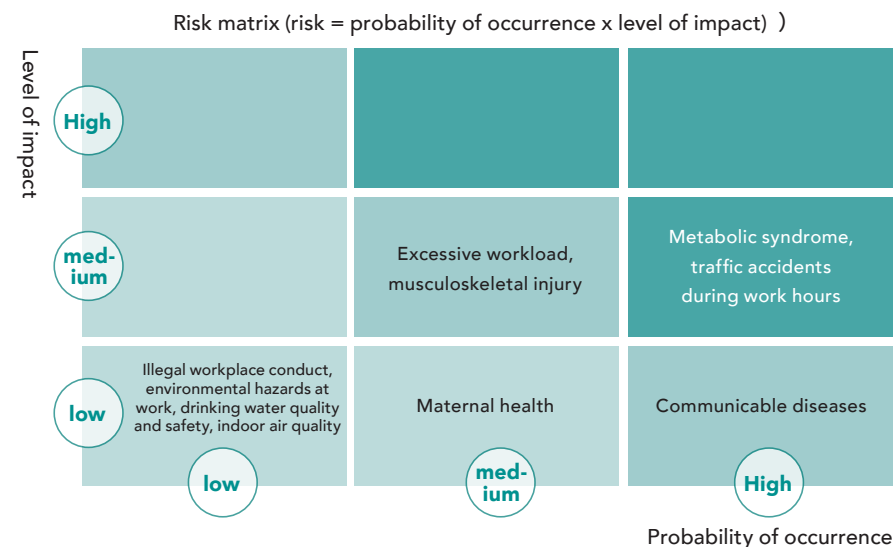 Risk matrix (risk = probability of occurrence x level of impact) )
Level of impact
High
med-
ium
Excessive workload,
musculoskeletal injury
Metabolic syndrome,
traffic accidents
during work hours
low
Illegal workplace conduct,
environmental hazards at
work, drinking water quality
and safety, indoor air quality
Maternal health
Communicable diseases
low
med-
ium
High
Probability of occurrence